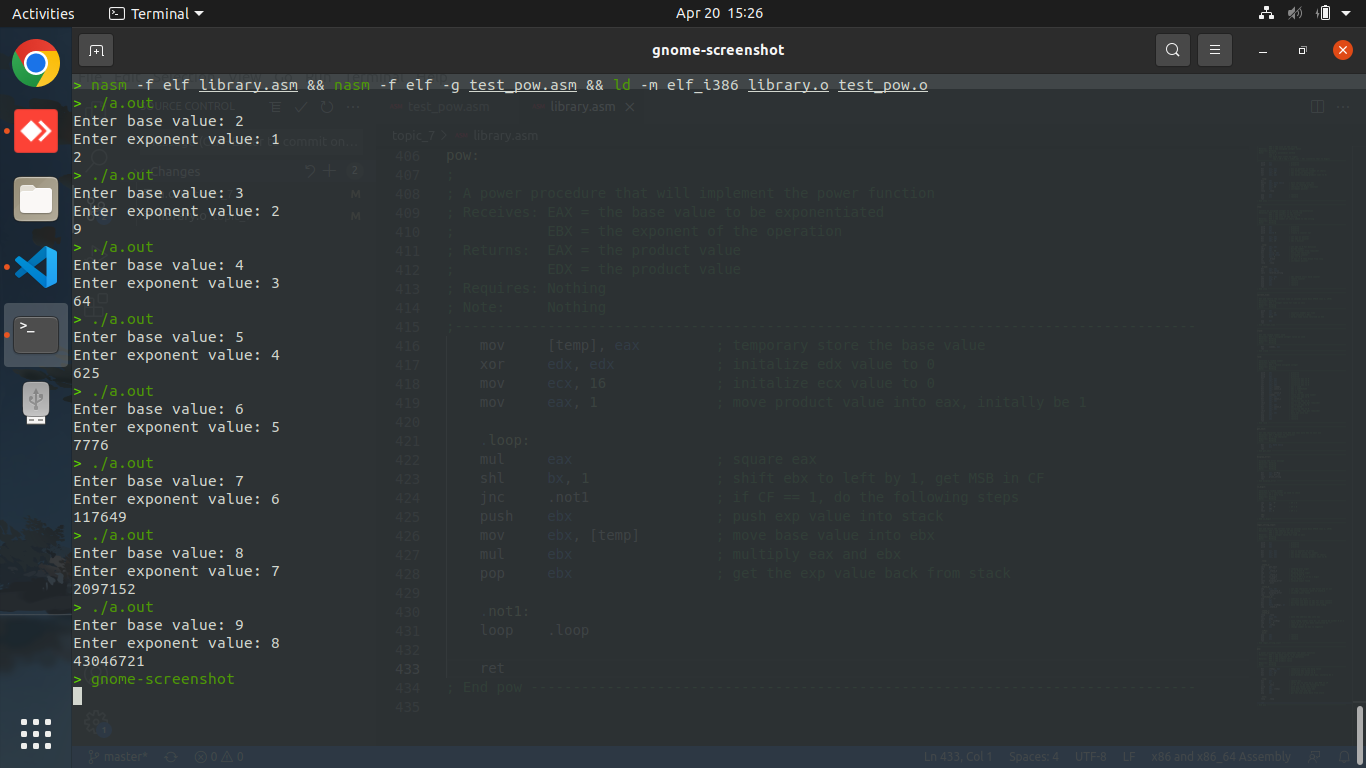 Activities
Terminal
Apr 20 15:26
gnome-screenshot
> nasm -f elf library.asm && nasm -f elf -g test_pow.asm && ld -m elf_i386 library.o test_pow.o
> ./a.out
Enter base value: 2
Enter exponent value: 1
2
> ./a.out
Enter base value: 3
Enter exponent value: 2
9
> ./a.out
Enter base value: 4
Enter exponent value: 3
64
> ./a.out
Enter base value: 5
Enter exponent value: 4
625
> ./a.out
Enter base value: 6
Enter exponent value: 5
7776
> ./a.out
Enter base value: 7
Enter exponent value: 6
117649
> ./a.out
Enter base value: 8
Enter exponent value: 7
2097152
> ./a.out
Enter base value: 9
Enter exponent value: 8
43046721
> gnome-screenshot
CONTROL
commit on...
Changes
2
M
M
test_pow.asm
library.asm
topic_7 > library.asm
406 pow:
407 ;
408 A power procedure that will implement the power function
409 ; Receives: EAX = the base value to be exponentiated
410 ; EBX = the exponent of the operation
411 ; Returns: EAX = the product value
412 ; EDX = the product value
413 ; Requires: Nothing
414 ; Note: Nothing
415 ;---------------------------------------------------------------------------------------
416 mov [temp], eax ; temporary store the base value
417 xor edx, edx ; initalize edx value to 0
418 mov ecx, 16 ; initalize ecx value to 0
419 mov eax, 1 ; move product value into eax, initally be 1
420
421 .loop:
422 mul eax ; square eax
423 shl bx, 1 ; shift ebx to left by 1, get MSB in CF
424 jnc .not1 ; if CF == 1, do the following steps
425 push ebx ; push exp value into stack
426 mov ebx, [temp] ; move base value into ebx
427 mul ebx ; multiply eax and ebx
428 pop ebx ; get the exp value back from stack
429
430 .not1:
431 loop .loop
432
433 ret
434 ; End pow -------------------------------------------------------------------------------
435
1
master*
0 0
Ln 433, Col 1
Spaces: 4
UTF-8
LF
x86 and x86_64 Assembly